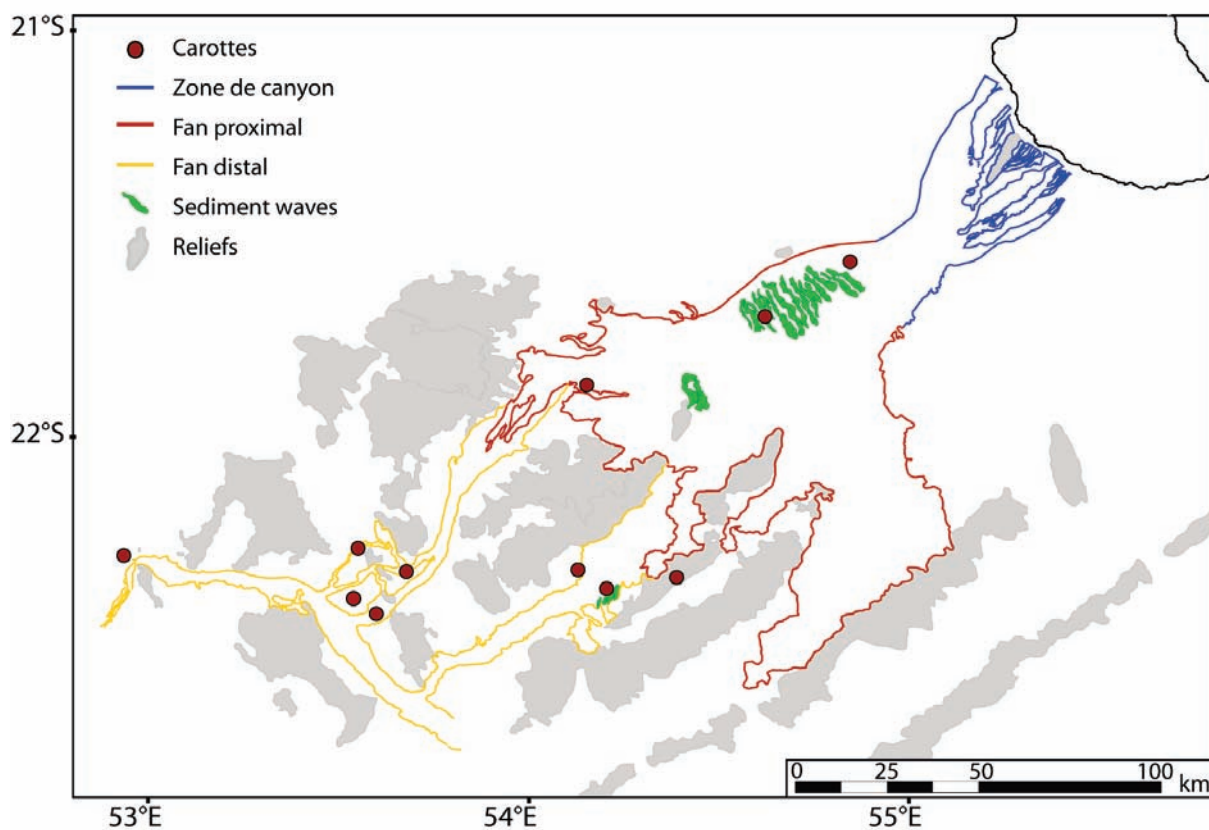 21°S
Carottes
Zone de canyon
Fan proximal
Fan distal
Sediment waves
Reliefs
22°S
0 25 50 100
km
53°E 54°E 55°E